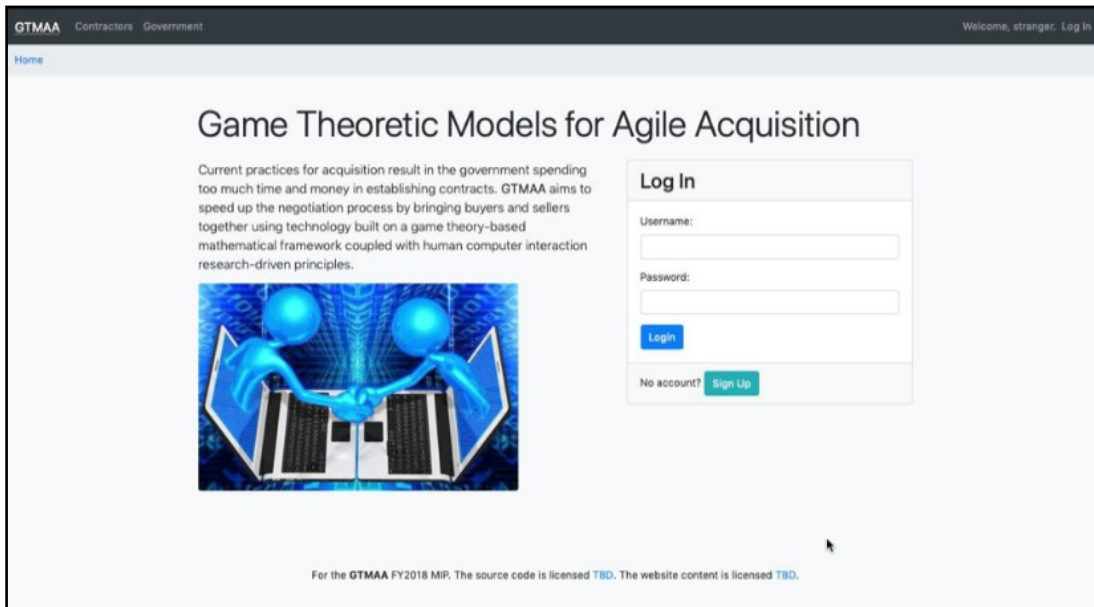 GTMAA Contractors Government Welcome, stranger. Log In
Home
Game Theoretic Models for Agile Acquisition
Current practices for acquisition result in the government spending
too much time and money in establishing contracts. GTMAA aims to
speed up the negotiation process by bringing buyers and sellers
together using technology built on a game theory-based
mathematical framework coupled with human computer interaction
research-driven principles.
Log In
Username:
Password:
Login
No account? Sign Up
For the GTMAA FY2018 MIP. The source code is licensed TBD. The website content is licensed TBD.